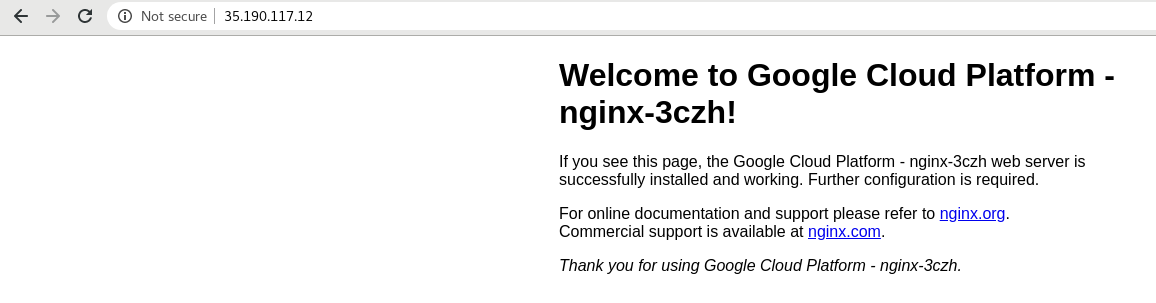 Not secure 35.190.117.12
Welcome to Google Cloud Platform -
nginx-3czh!
If you see this page, the Google Cloud Platform - nginx-3czh web server is
successfully installed and working. Further configuration is required.
For online documentation and support please refer to nginx.org.
Commercial support is available at nginx.com.
Thank you for using Google Cloud Platform - nginx-3czh.